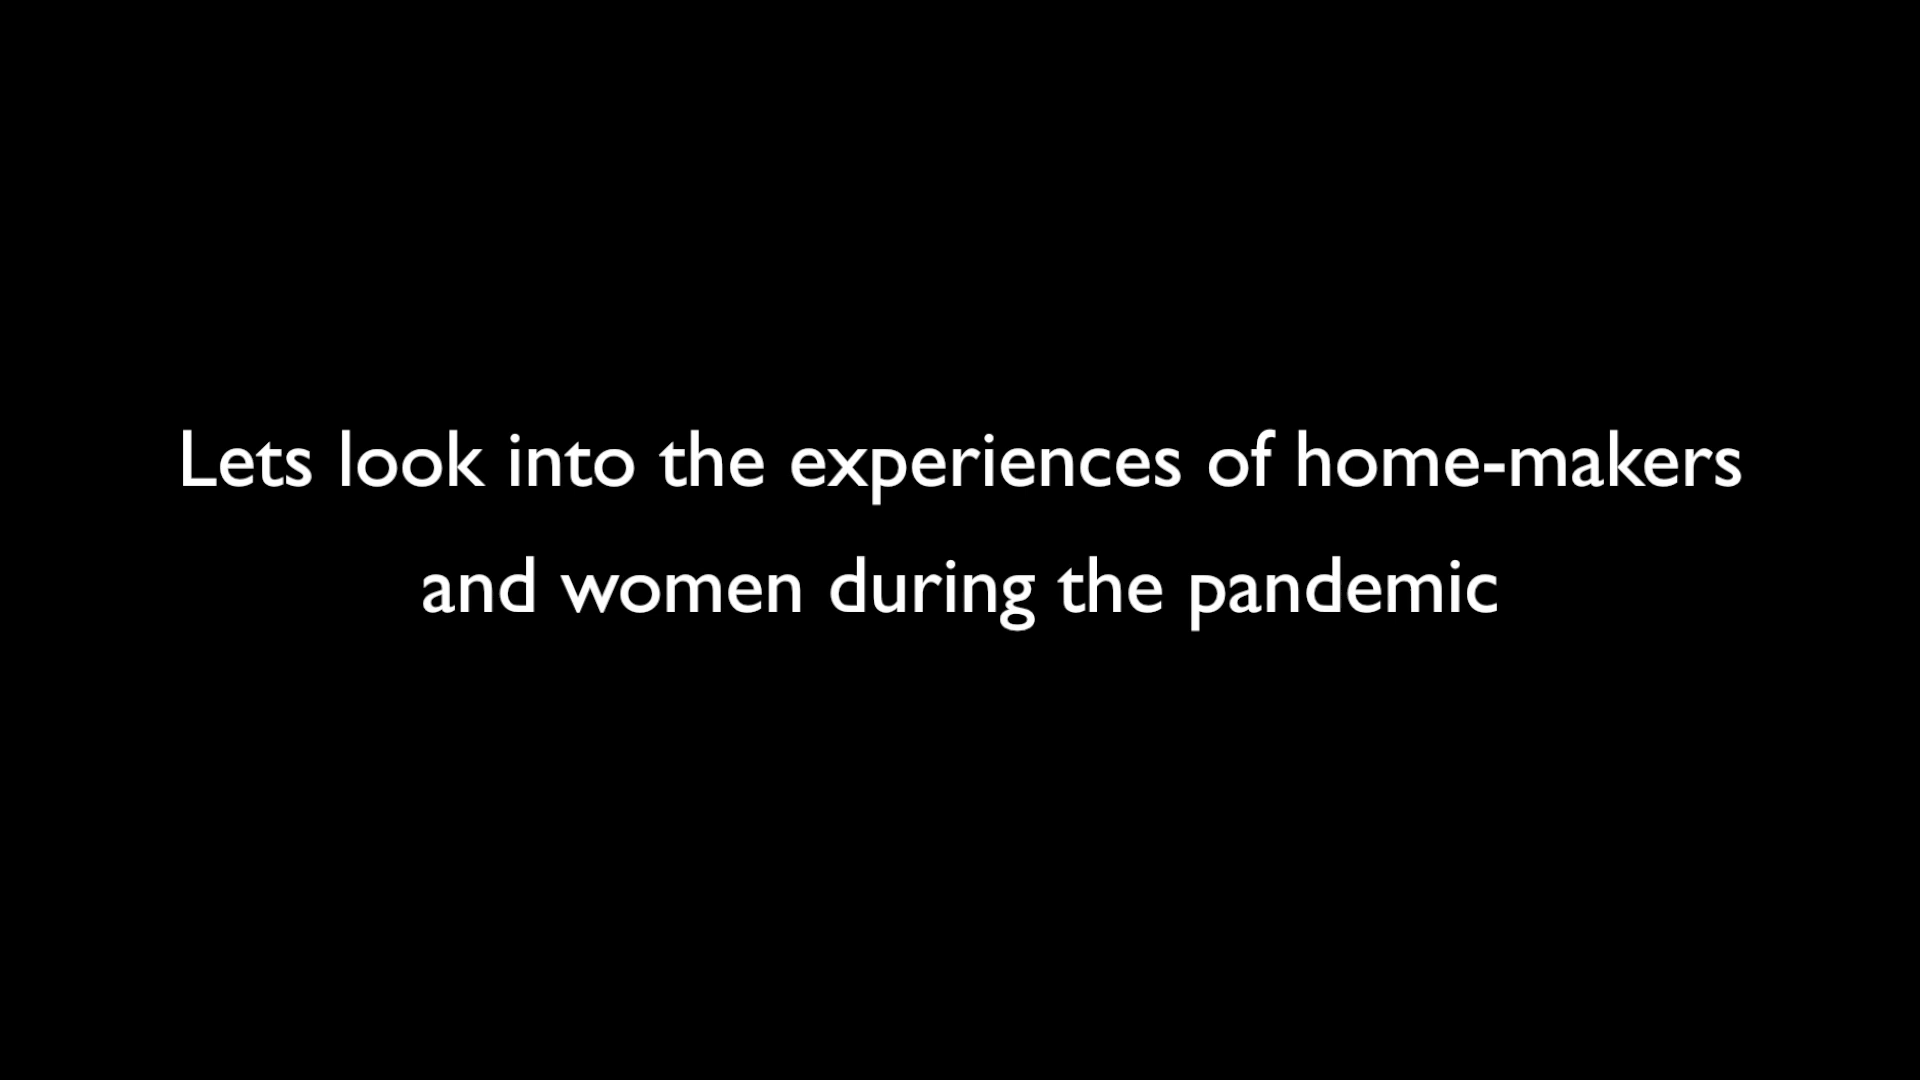 Lets look into the experiences of home-makers
and women during the pandemic